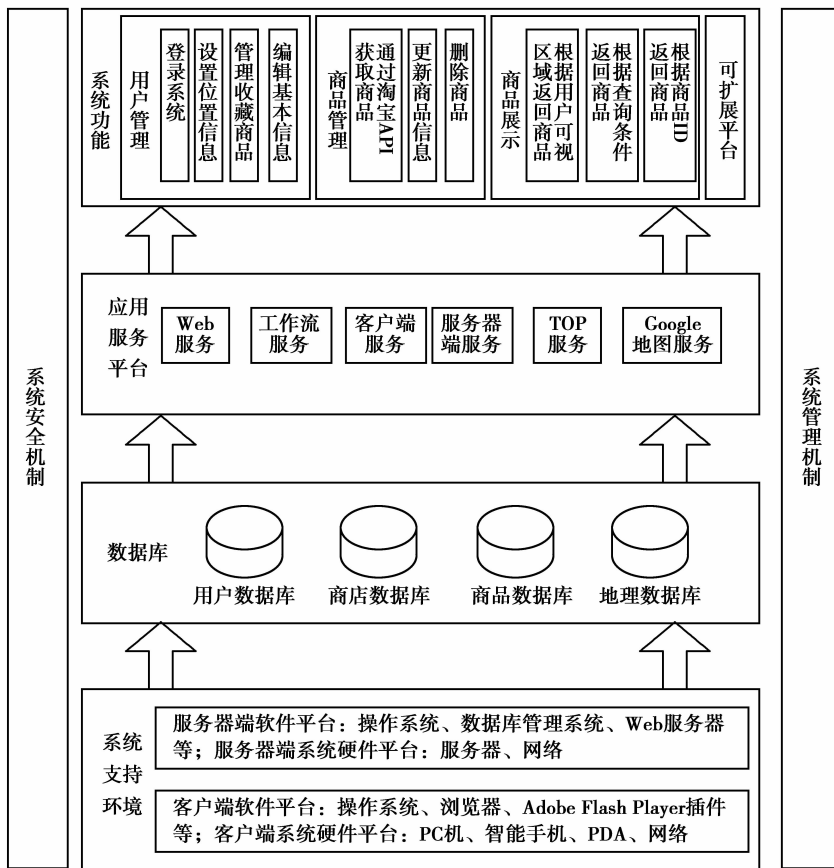 系统安全机制
系统功能
用户管理
登录系统
设置位置信息
管理收藏商品
编辑基本信息
商品管理
通过淘宝API
获取商品
更新商品信息
删除商品
商品展示
根据用户可视
区域返回商品
根据查询条件
返回商品
根据商品ID
返回商品
可扩展平台
应用
服务
平台
Web
服务
工作流
服务
客户端
服务
服务器
端服务
TOP
服务
Google
地图服务
数据库
用户数据库
商店数据库
商品数据库
地理数据库
系统
支持
环境
服务器端软件平台：操作系统、数据库管理系统、Web服务器
等；服务器端系统硬件平台：服务器、网络
客户端软件平台：操作系统、浏览器、Adobe Flash Player插件
等；客户端系统硬件平台：PC机、智能手机、PDA、网络
系统管理机制